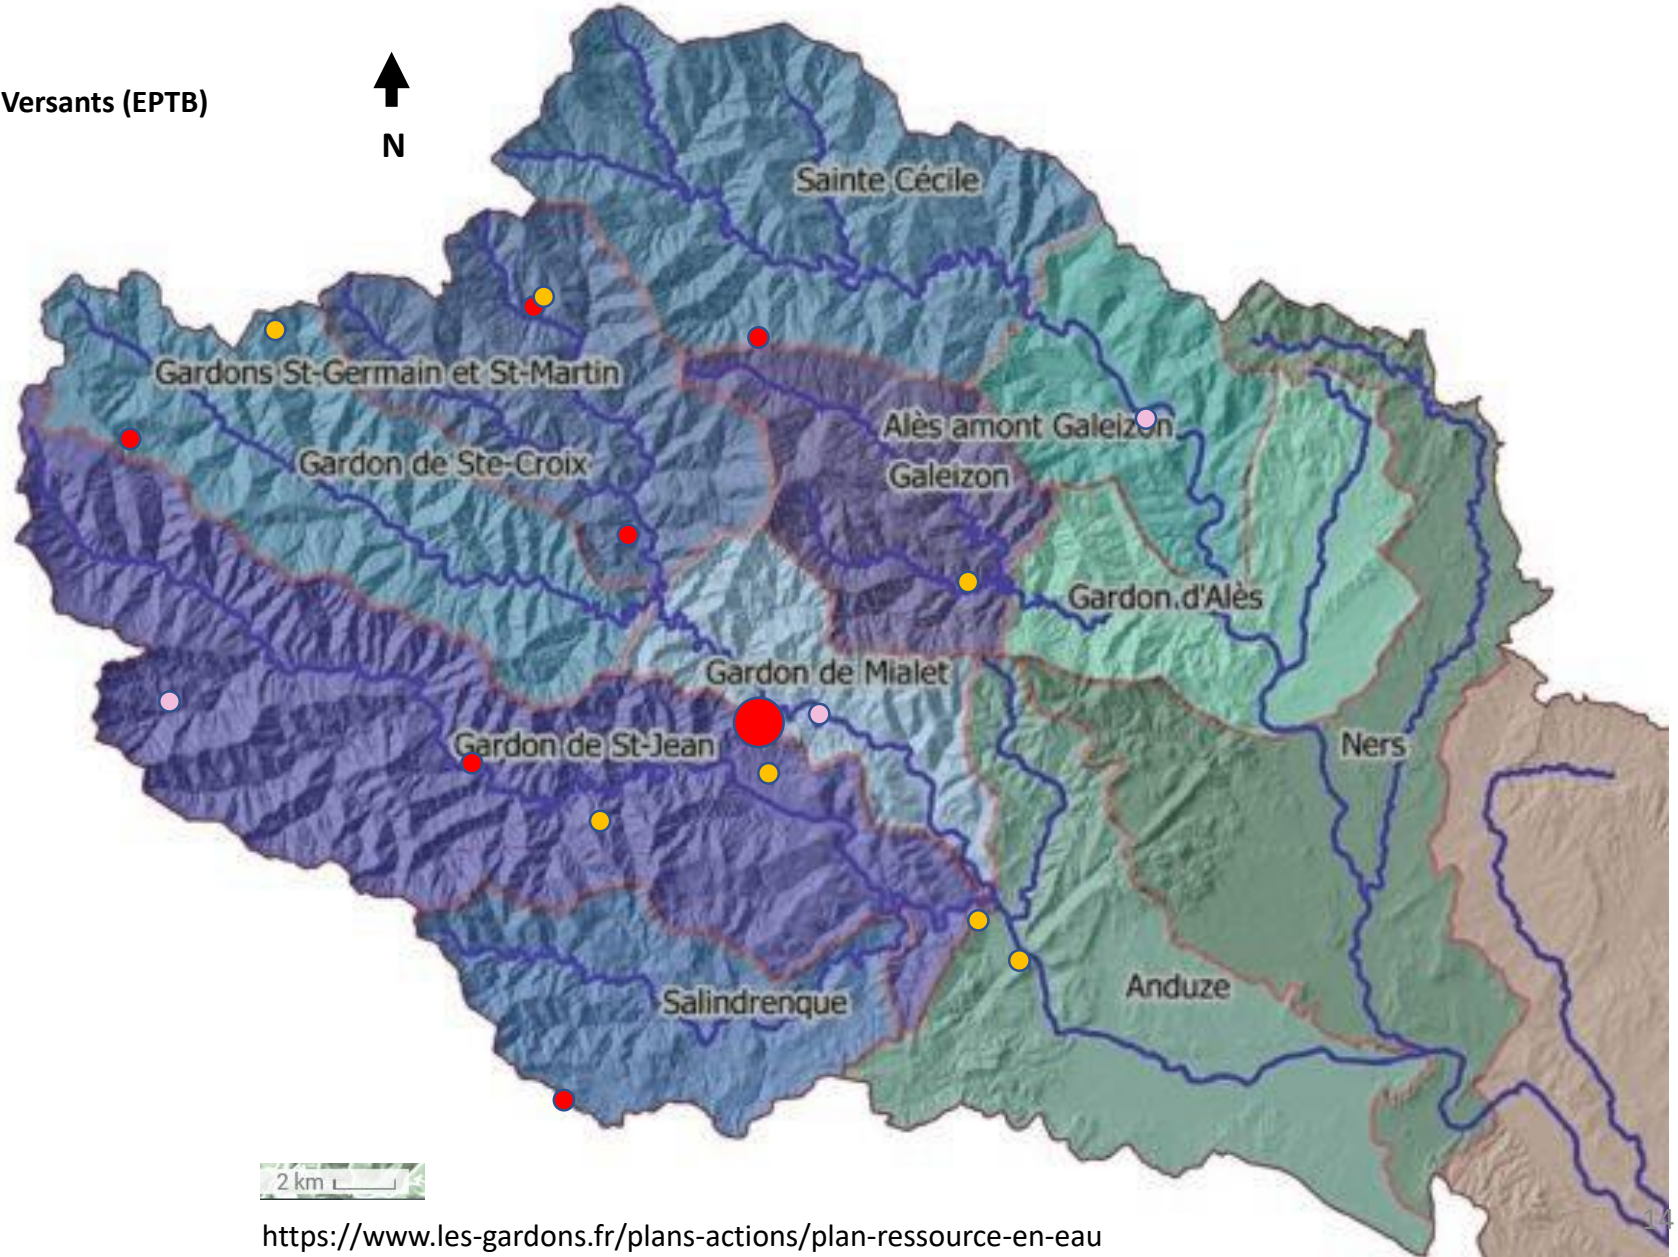 Versants (EPTB)
N
Sainte Cécile
Gardons St-Germain et St-Martin
Alès amont Galeizon
Gardon de Ste-Croix
Galeizon
Gardon d'Alès
Gardon de Mialet
Gardon de St-Jean
Ners
Anduze
Salindrenque
2 km
https://www.les-gardons.fr/plans-actions/plan-ressource-en-eau
14